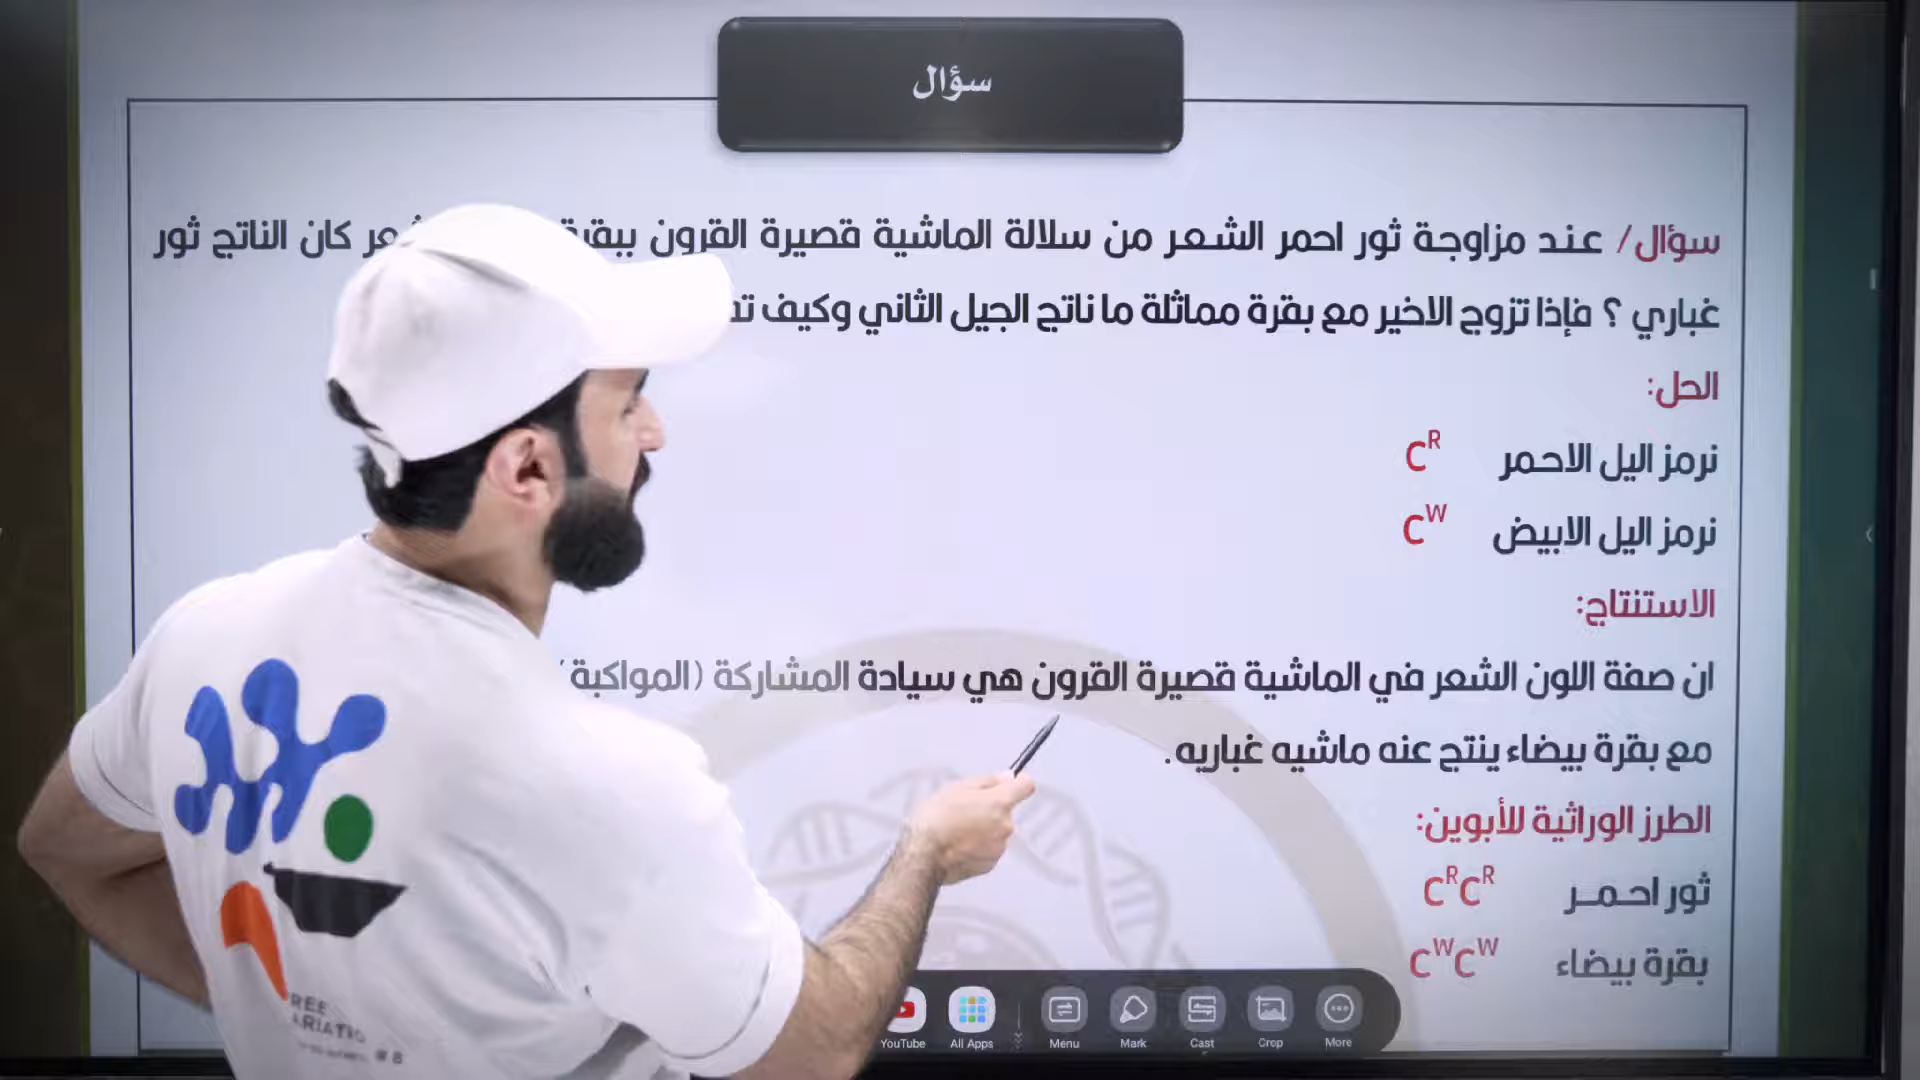 سؤال
سؤال/ عند مزاوجة ثور احمر الشعر من سلالة الماشية قصيرة القرون كان الناتج ثور
غباري ؟ فإذا تزوج الاخير مع بقرة مماثلة ما ناتج الجيل الثاني وكيف
الحل:
نرمز اليل الاحمر C^R
نرمز اليل الابيض C^W
الاستنتاج:
ان صفة اللون الشعر في الماشية قصيرة القرون هي سيادة المشاركة (المواكبة
مع بقرة بيضاء ينتج عنه ماشيه غباريه.
الطرز الوراثية للأبوين:
ثور احمر C^R C^R
بقرة بيضاء C^W C^W
YouTube All Apps Menu Mark Cast Crop More
#8